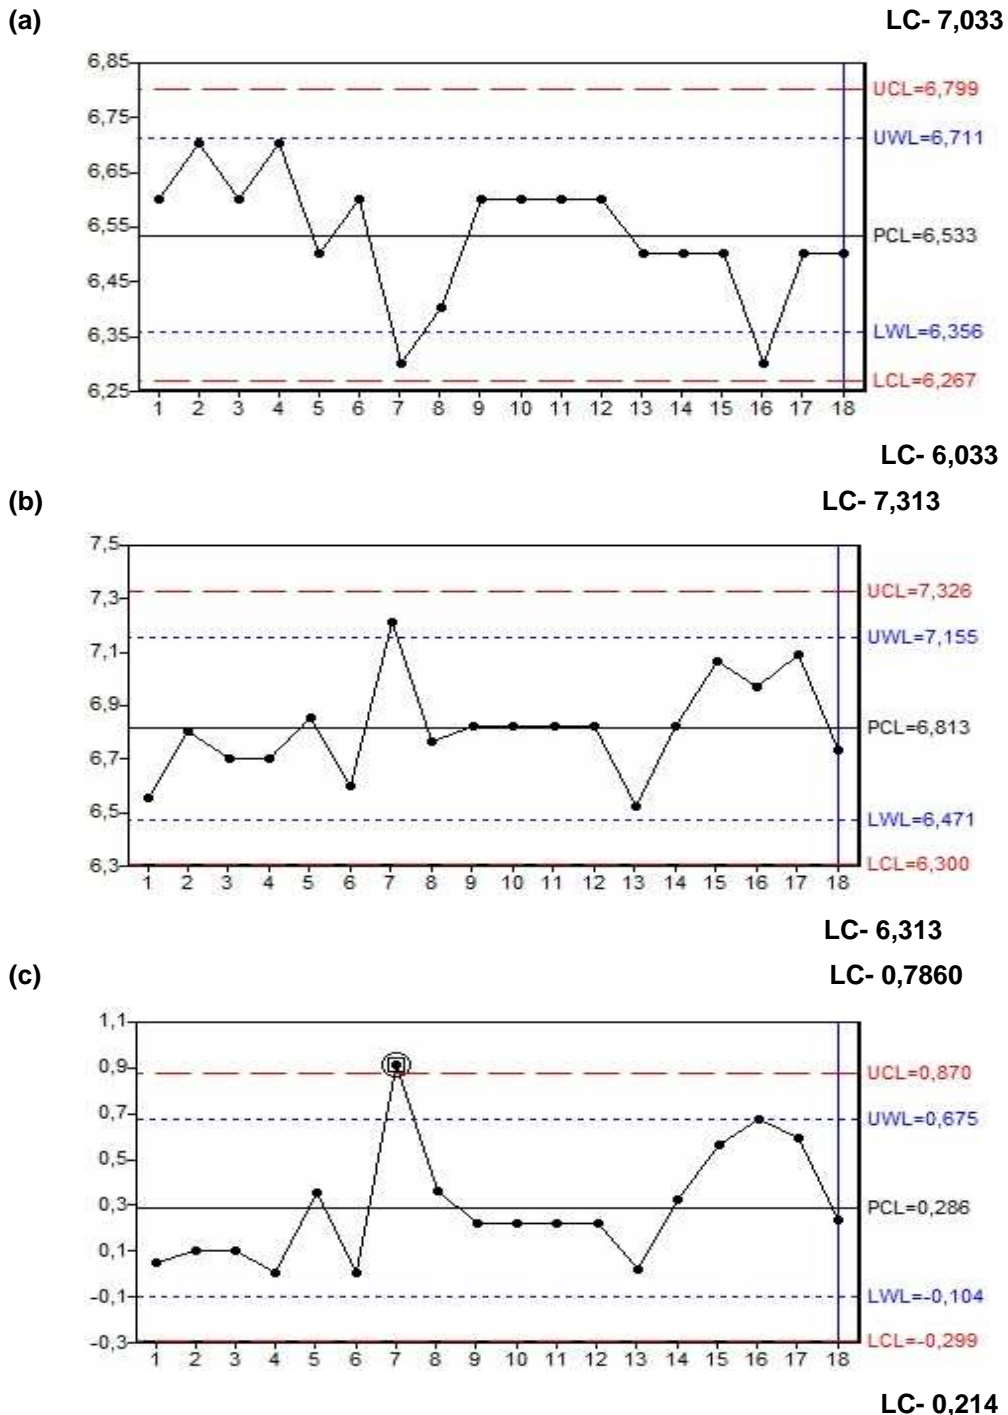 (a) LC- 7,033
6,85
UCL=6,799
6,75
UWL=6,711
6,65
6,55
PCL=6,533
6,45
6,35
LWL=6,356
LCL=6,267
6,25
1 2 3 4 5 6 7 8 9 10 11 12 13 14 15 16 17 18
LC- 6,033
(b) LC- 7,313
7,5
UCL=7,326
7,3
UWL=7,155
7,1
6,9
PCL=6,813
6,7
6,5
LWL=6,471
6,3
LCL=6,300
1 2 3 4 5 6 7 8 9 10 11 12 13 14 15 16 17 18
LC- 6,313
(c) LC- 0,7860
1,1
0,9
UCL=0,870
0,7
UWL=0,675
0,5
0,3
PCL=0,286
0,1
-0,1
LWL=-0,104
-0,3
LCL=-0,299
1 2 3 4 5 6 7 8 9 10 11 12 13 14 15 16 17 18
LC- 0,214